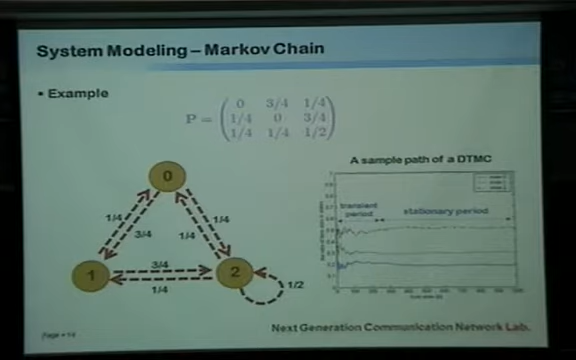 System Modeling – Markov Chain
• Example
P = ( 0 3/4 1/4
1/4 0 3/4
1/4 1/4 1/2 )
0
1/4
3/4
1/4
1/4
1
3/4
1/4
2
1/2
A sample path of a DTMC
transient period
stationary period
Next Generation Communication Network Lab.